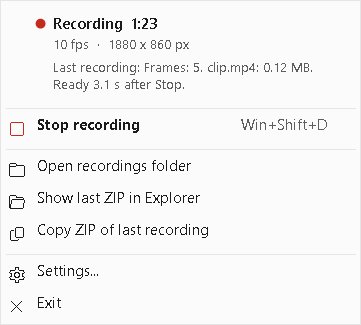 Recording 1:23
10 fps · 1880 x 860 px
Last recording: Frames: 5. clip.mp4: 0.12 MB.
Ready 3.1 s after Stop.
Stop recording Win+Shift+D
Open recordings folder
Show last ZIP in Explorer
Copy ZIP of last recording
Settings...
Exit